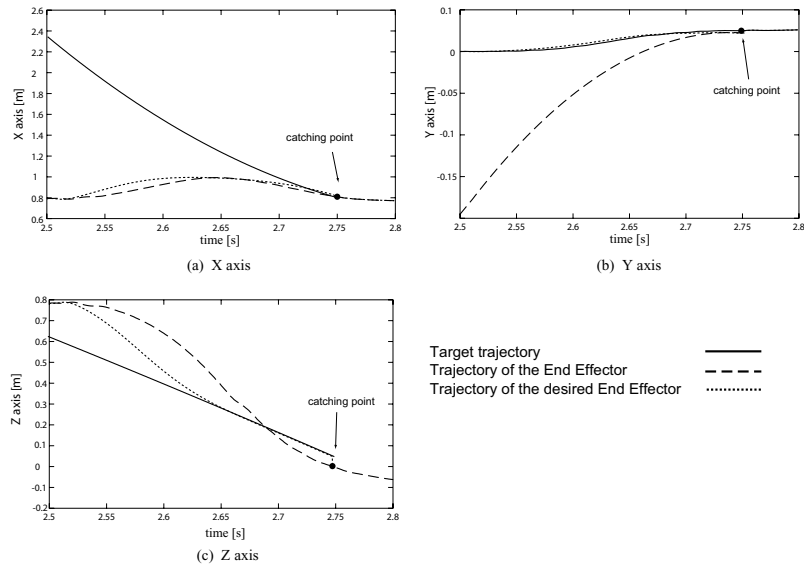 2.6
2.4
2.2
2
1.8
1.6
1.4
1.2
1
0.8
0.6
X axis [m]
catching point
2.5 2.55 2.6 2.65 2.7 2.75 2.8
time [s]
(a) X axis
0
-0.05
-0.1
-0.15
Y axis [m]
catching point
2.5 2.55 2.6 2.65 2.7 2.75 2.8
time [s]
(b) Y axis
0.8
0.7
0.6
0.5
0.4
0.3
0.2
0.1
0
-0.1
-0.2
Z axis [m]
catching point
2.5 2.55 2.6 2.65 2.7 2.75 2.8
time [s]
(c) Z axis
Target trajectory
Trajectory of the End Effector
Trajectory of the desired End Effector